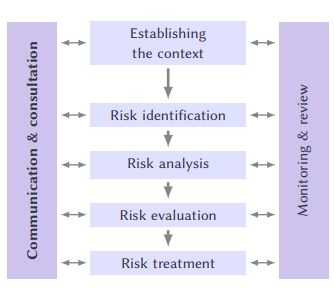 Communication & consultation
Establishing
the context
Risk identification
Risk analysis
Risk evaluation
Risk treatment
Monitoring & review